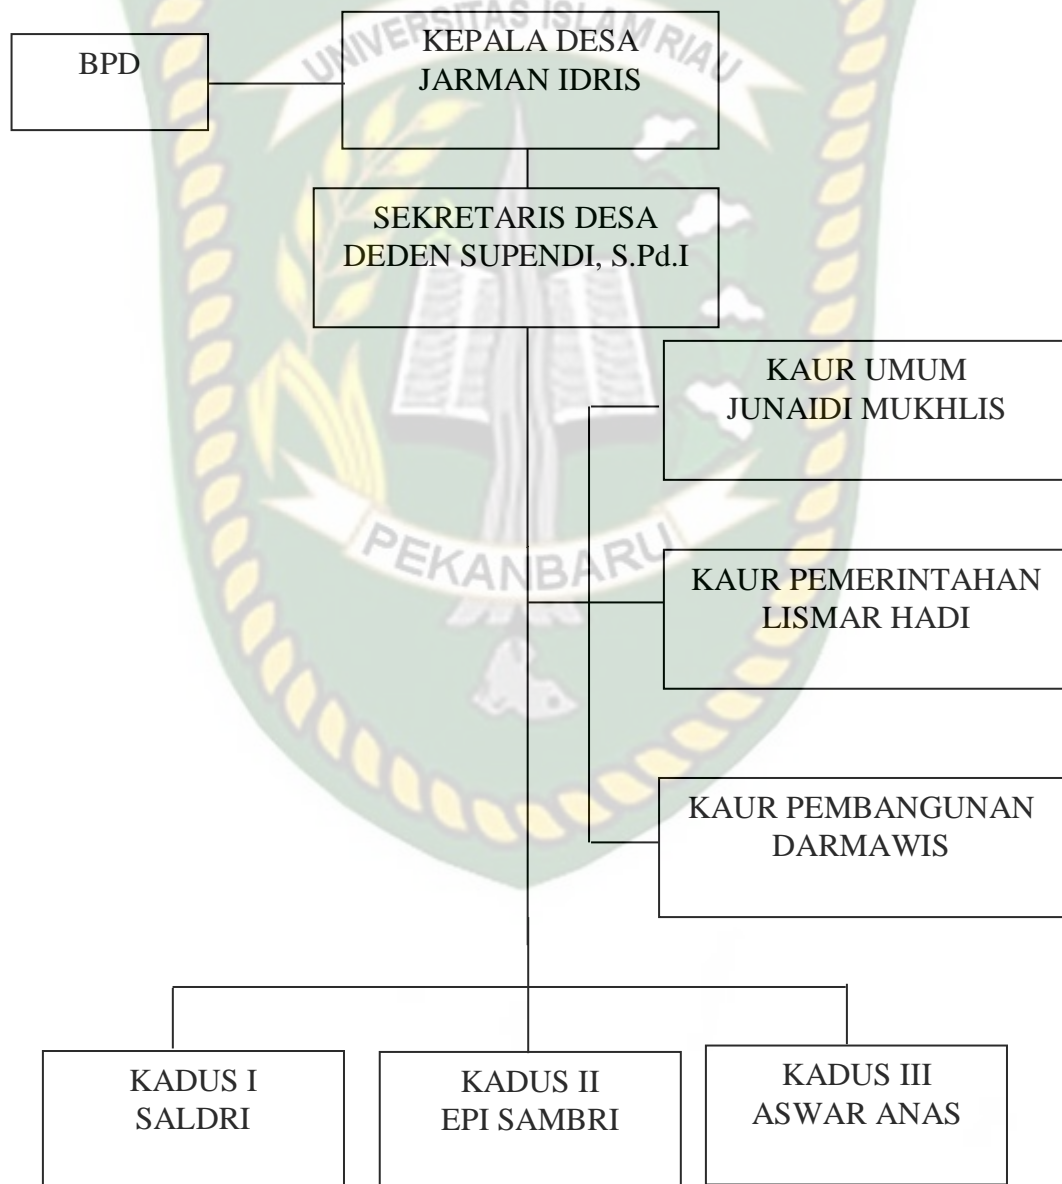 UNIVERSITAS ISLAM RIAU
BPD
KEPALA DESA
JARMAN IDRIS
SEKRETARIS DESA
DEDEN SUPENDI, S.Pd.I
KAUR UMUM
JUNAIDI MUKHLIS
PEKANBARU
KAUR PEMERINTAHAN
LISMAR HADI
KAUR PEMBANGUNAN
DARMAWIS
KADUS I
SALDRI
KADUS II
EPI SAMBRI
KADUS III
ASWAR ANAS